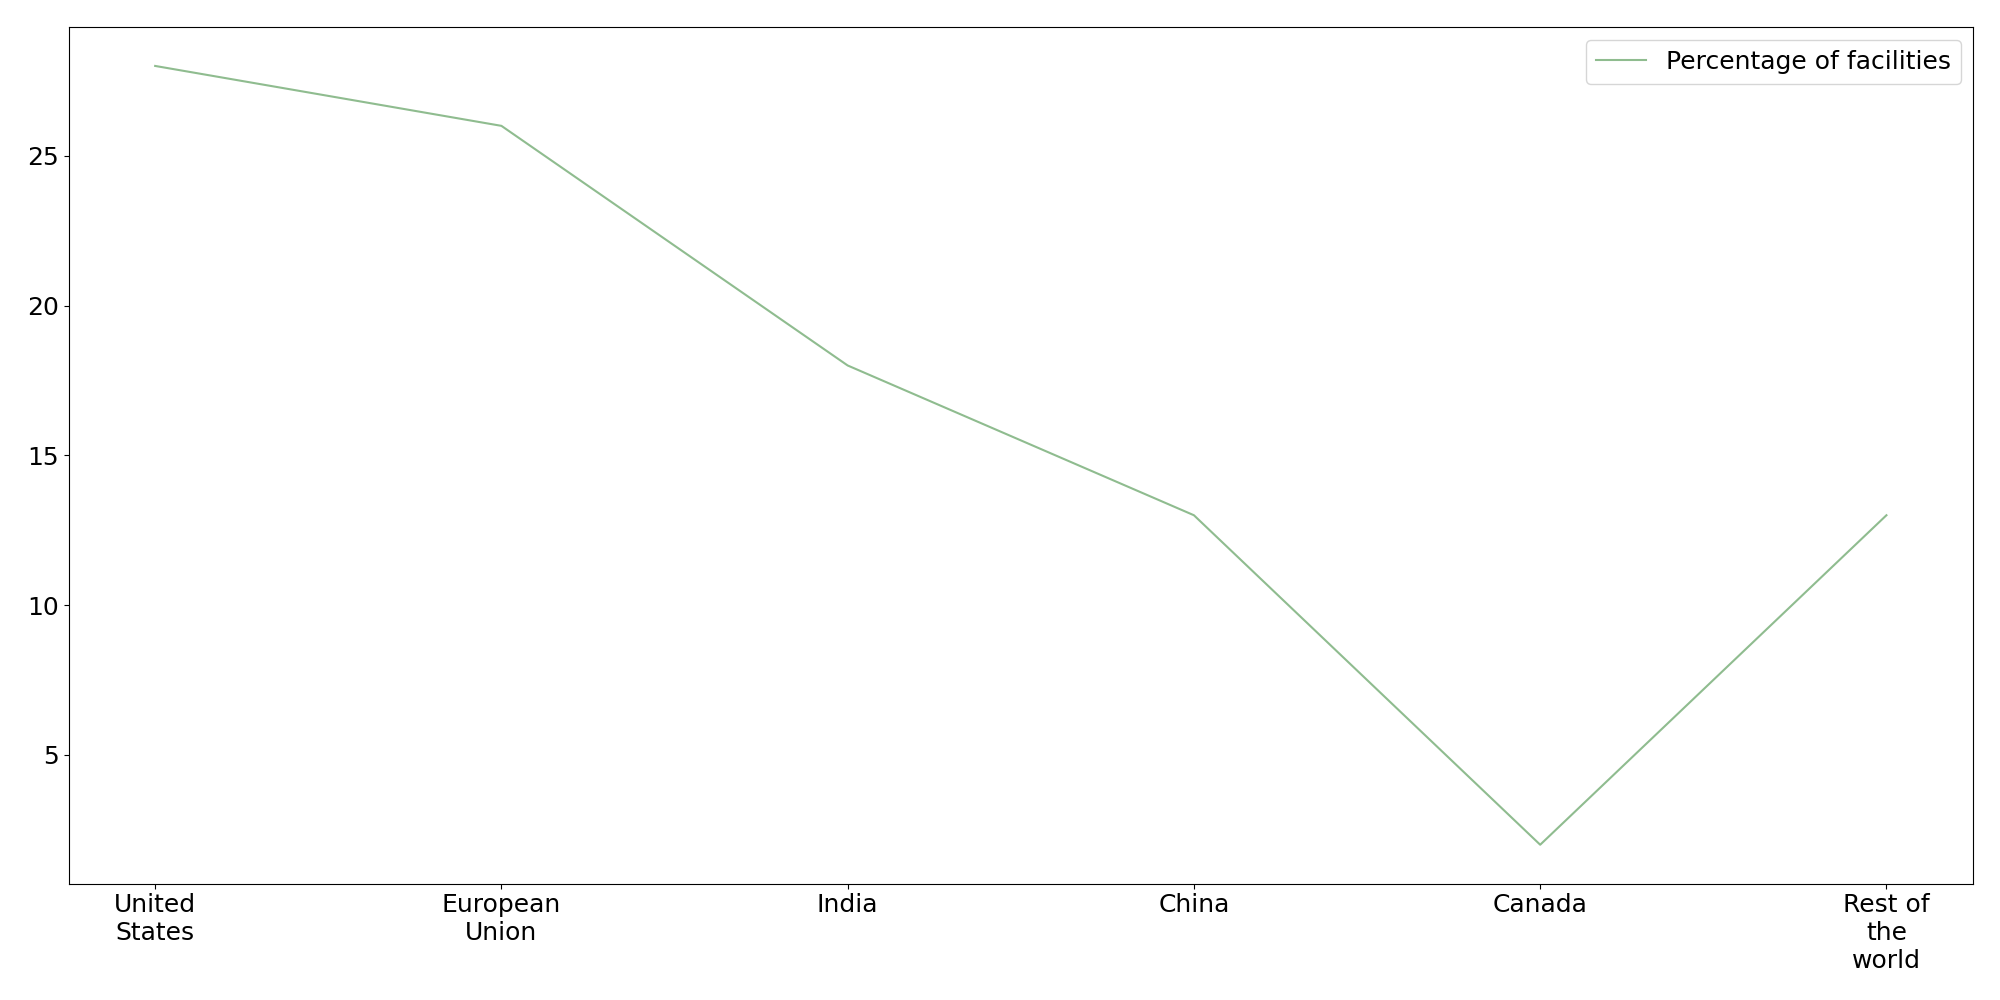 Percentage of facilities
25
20
15
10
5
United
States
European
Union
India
China
Canada
Rest of
the
world